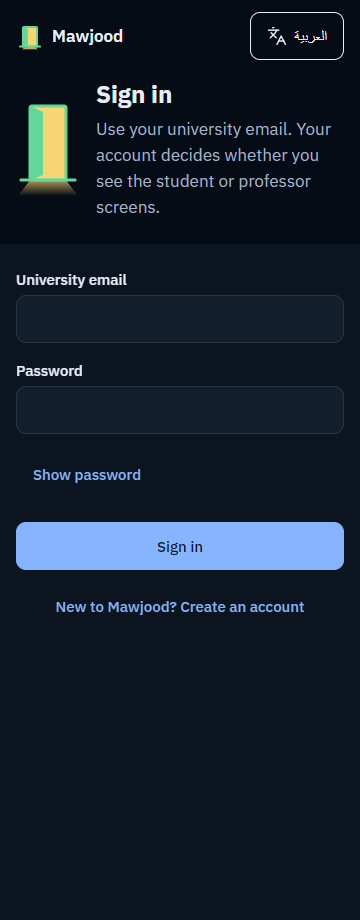 Mawjood
العربية
Sign in
Use your university email. Your
account decides whether you
see the student or professor
screens.
University email
Password
Show password
Sign in
New to Mawjood? Create an account